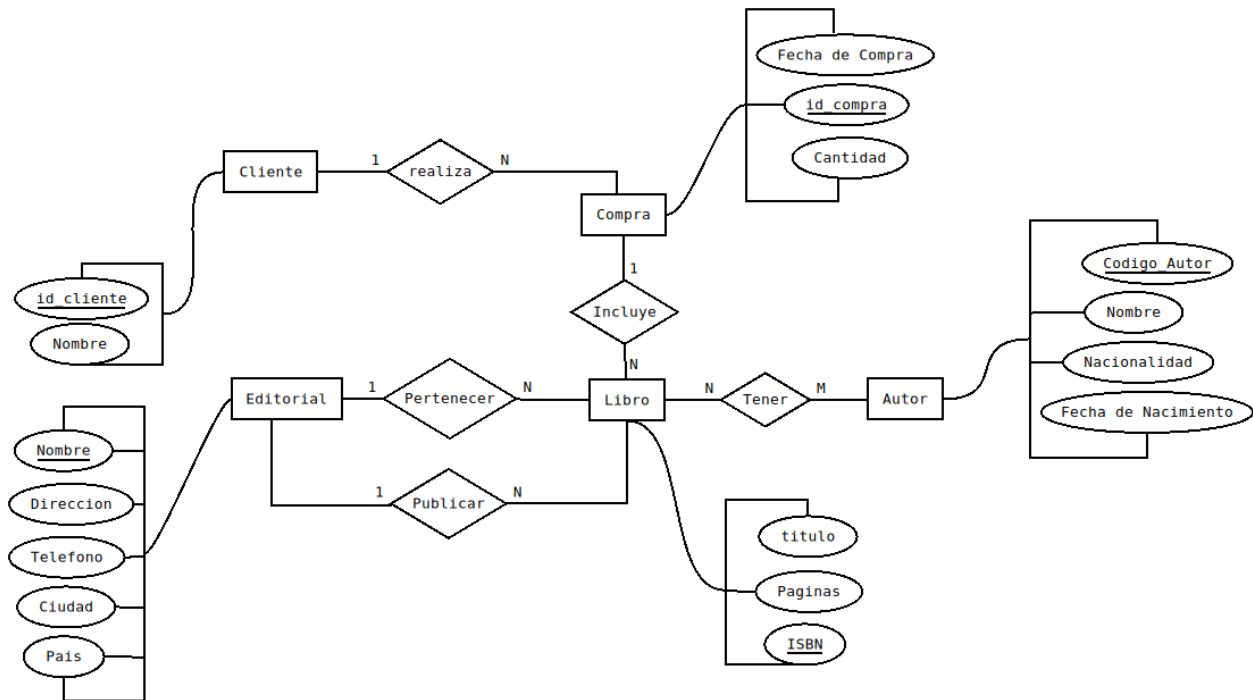 Fecha de Compra
id_compra
Cantidad
Cliente
1
realiza
N
Compra
1
Incluye
N
id_cliente
Nombre
Codigo_Autor
Nombre
Nacionalidad
Fecha de Nacimiento
Editorial
1
Pertenecer
N
Libro
N
Tener
M
Autor
1
Publicar
N
Nombre
Direccion
Telefono
Ciudad
Pais
titulo
Paginas
ISBN